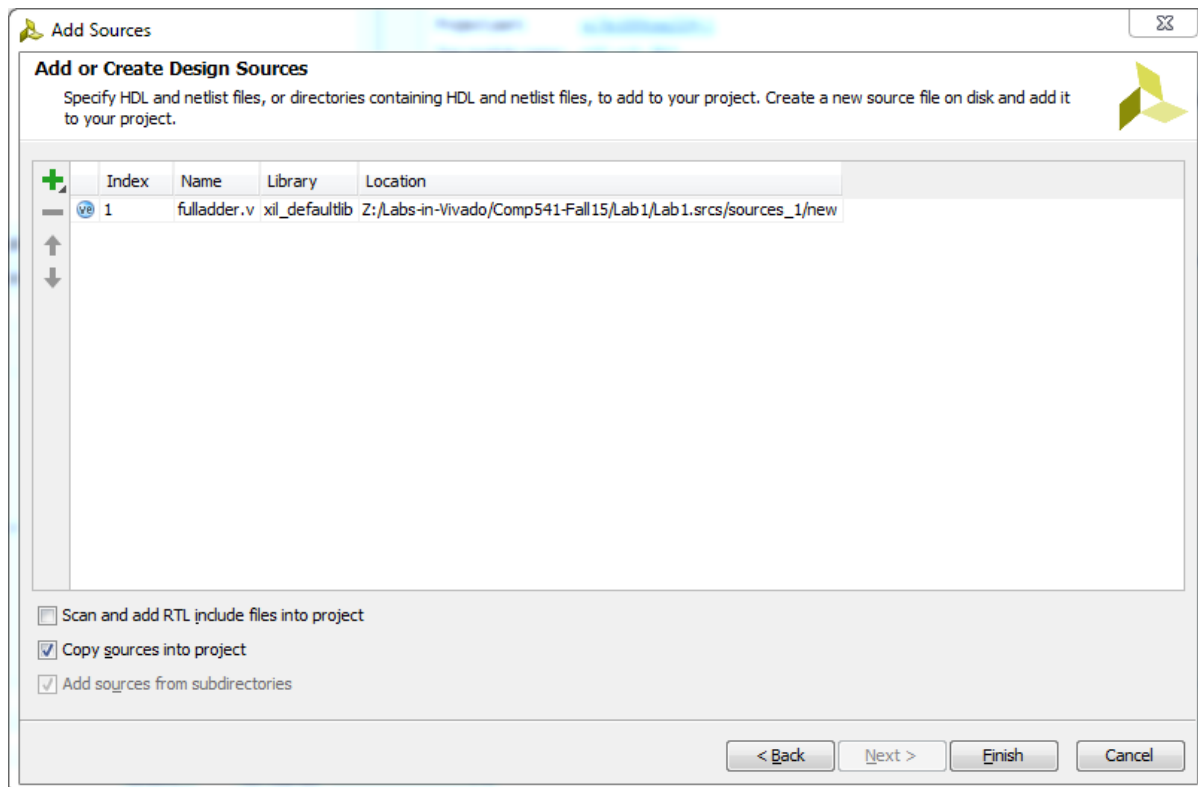 Add Sources
Add or Create Design Sources
Specify HDL and netlist files, or directories containing HDL and netlist files, to add to your project. Create a new source file on disk and add it
to your project.
Index Name Library Location
ve 1 fulladder.v xil_defaultlib Z:/Labs-in-Vivado/Comp541-Fall15/Lab1/Lab1.srcs/sources_1/new
Scan and add RTL include files into project
Copy sources into project
Add sources from subdirectories
< Back Next > Finish Cancel